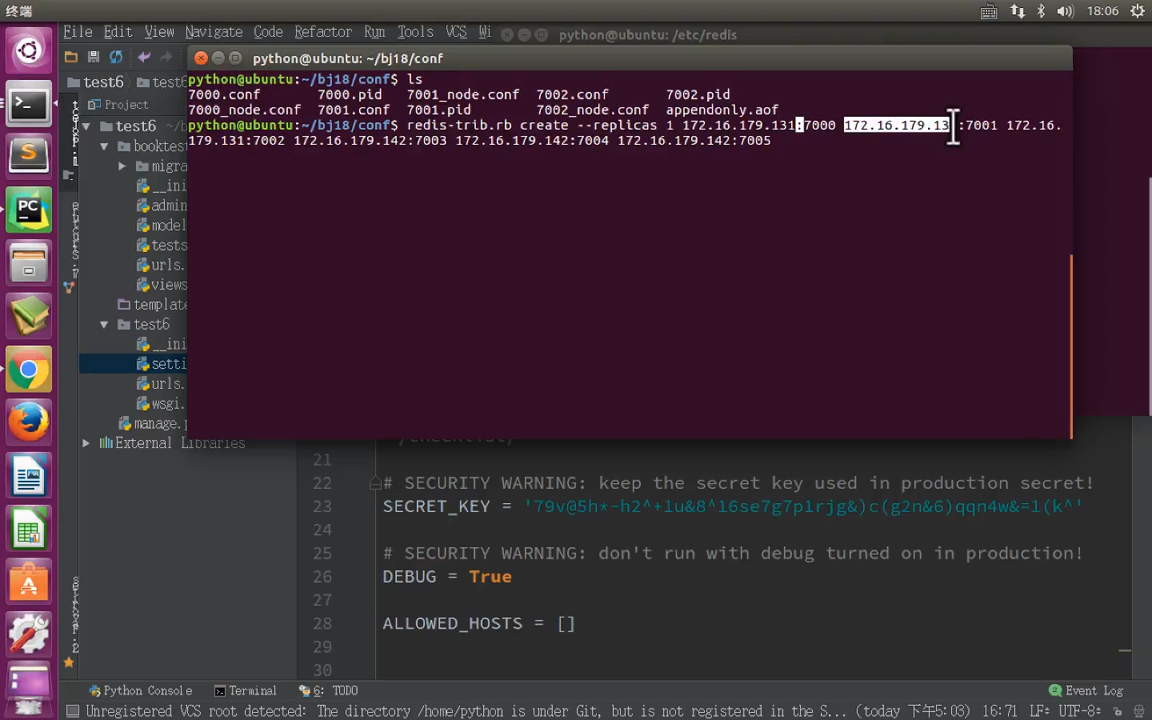 终端
18:06
File Edit View Navigate Code Refactor Run Tools VCS Wi
python@ubuntu: /etc/redis
python@ubuntu: ~/bj18/conf
python@ubuntu:~/bj18/conf$ ls
7000.conf 7000.pid 7001_node.conf 7002.conf 7002.pid
7000_node.conf 7001.conf 7001.pid 7002_node.conf appendonly.aof
python@ubuntu:~/bj18/conf$ redis-trib.rb create --replicas 1 172.16.179.131:7000 172.16.179.13 :7001 172.16.
179.131:7002 172.16.179.142:7003 172.16.179.142:7004 172.16.179.142:7005
test6 test6
Project
test6
booktes
migra
__ini
admin
model
tests
urls.
views
templat
test6
__ini
setti
urls.
wsgi.
manage.p
External Libraries
21
22 # SECURITY WARNING: keep the secret key used in production secret!
23 SECRET_KEY = '79v@5h*-h2^+lu&8^l6se7g7p1rjg&)c(g2n&6)qqn4w&=1(k^'
24
25 # SECURITY WARNING: don't run with debug turned on in production!
26 DEBUG = True
27
28 ALLOWED_HOSTS = []
29
30
Python Console Terminal 6: TODO Event Log
Unregistered VCS root detected: The directory /home/python is under Git, but is not registered in the S... (today 下午5:03) 16:71 LF÷ UTF-8÷